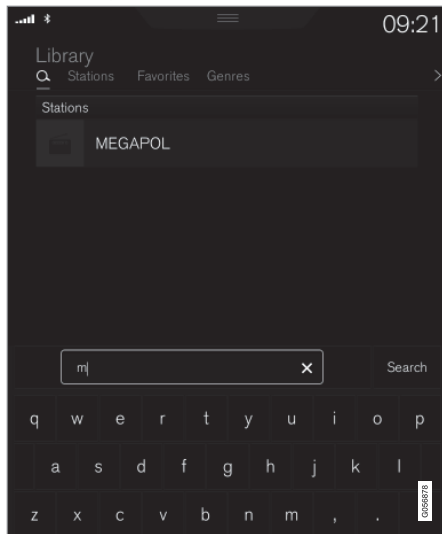 09:21
Library
Stations Favorites Genres
Stations
MEGAPOL
m
Search
q w e r t y u i o p
a s d f g h j k l
z x c v b n m , .
G056878